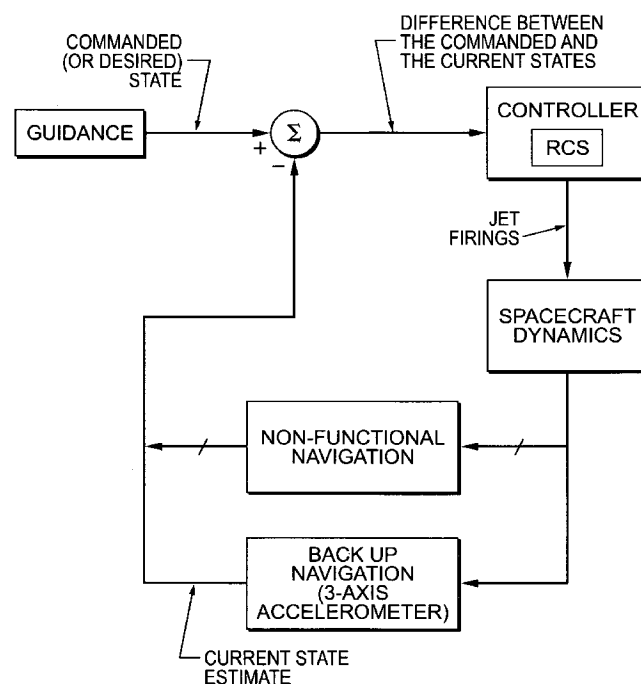 COMMANDED
(OR DESIRED)
STATE
DIFFERENCE BETWEEN
THE COMMANDED AND
THE CURRENT STATES
GUIDANCE
+
Σ
−
CONTROLLER
RCS
JET
FIRINGS
SPACECRAFT
DYNAMICS
NON-FUNCTIONAL
NAVIGATION
BACK UP
NAVIGATION
(3-AXIS
ACCELEROMETER)
CURRENT STATE
ESTIMATE